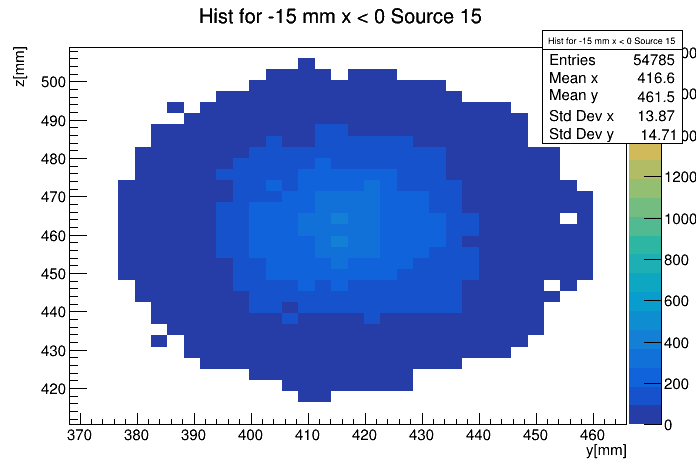 Hist for -15 mm x < 0 Source 15
Hist for -15 mm x < 0 Source 15
Entries 54785
Mean x 416.6
Mean y 461.5
Std Dev x 13.87
Std Dev y 14.71
z[mm]
500
490
480
470
460
450
440
430
420
370 380 390 400 410 420 430 440 450 460
y[mm]
1200
1000
800
600
400
200
0